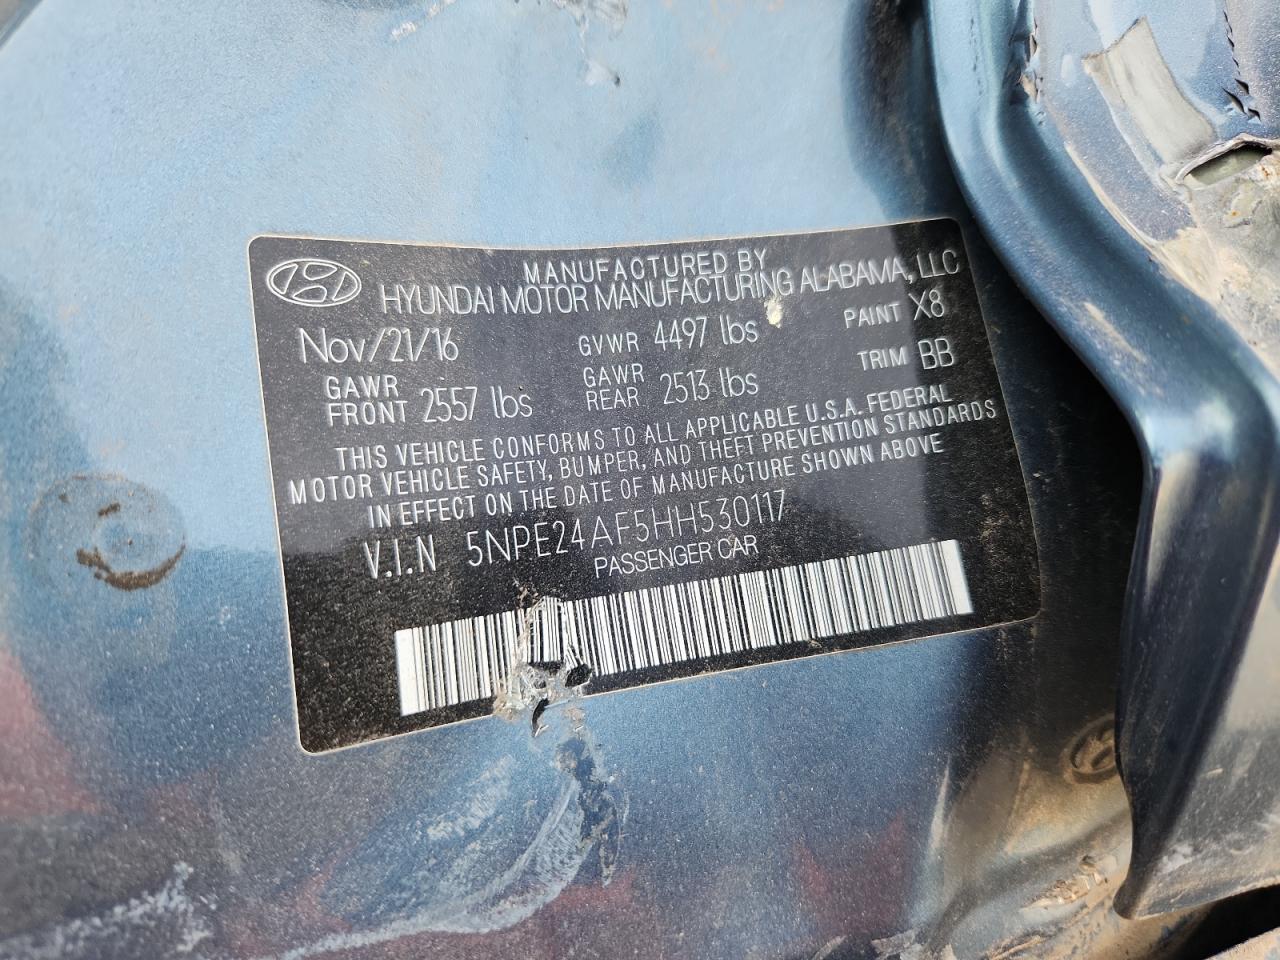 MANUFACTURED BY
HYUNDAI MOTOR MANUFACTURING ALABAMA, LLC
Nov/21/16 GVWR 4497 lbs PAINT X8
GAWR FRONT 2557 lbs GAWR REAR 2513 lbs TRIM BB
THIS VEHICLE CONFORMS TO ALL APPLICABLE U.S.A. FEDERAL
MOTOR VEHICLE SAFETY, BUMPER, AND THEFT PREVENTION STANDARDS
IN EFFECT ON THE DATE OF MANUFACTURE SHOWN ABOVE
V.I.N 5NPE24AF5HH530117
PASSENGER CAR